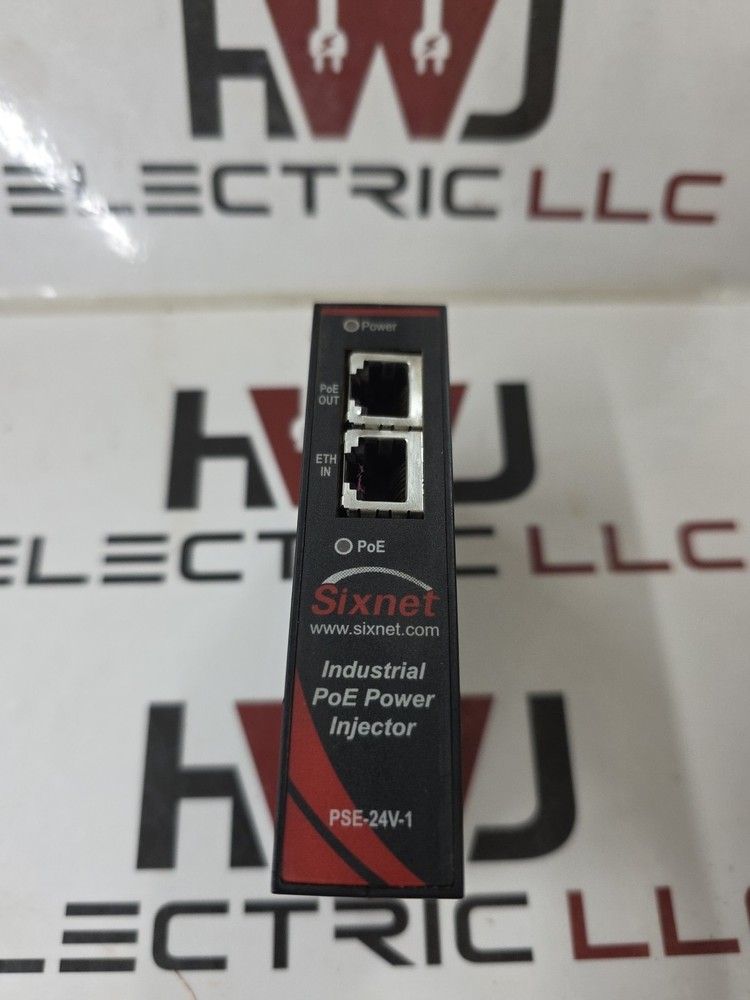 HWJ
ELECTRIC LLC
Power
PoE
OUT
ETH
IN
PoE
Sixnet
www.sixnet.com
Industrial
PoE Power
Injector
PSE-24V-1
HWJ
ELECTRIC LLC
HWJ
ELECTRIC LLC